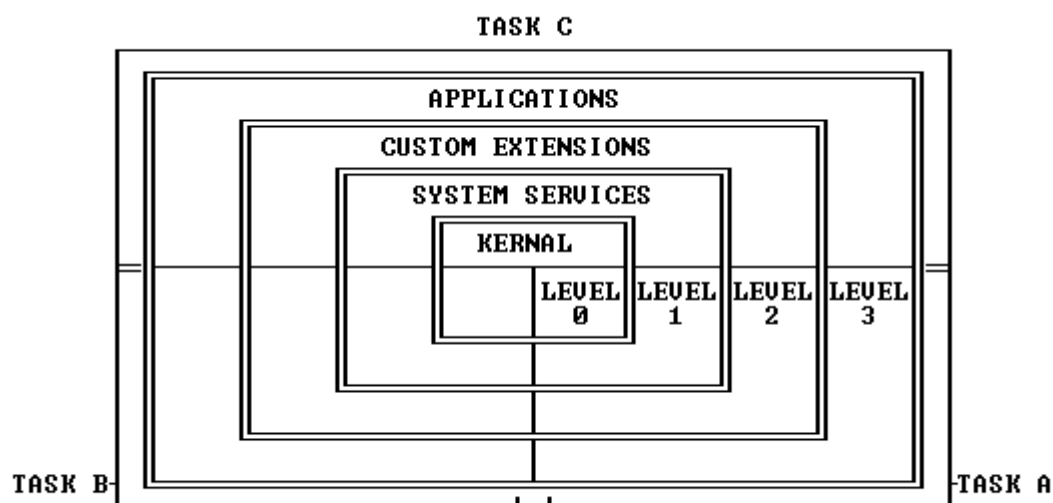 TASK C
APPLICATIONS
CUSTOM EXTENSIONS
SYSTEM SERVICES
KERNAL
LEVEL LEVEL LEVEL LEVEL
0 1 2 3
TASK B TASK A